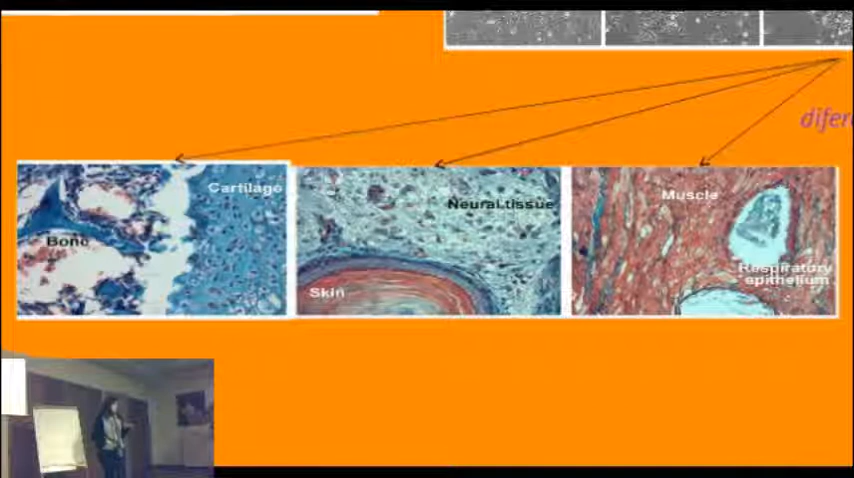 difere
Cartilage
Bone
Neural tissue
Skin
Muscle
Respiratory
epithelium